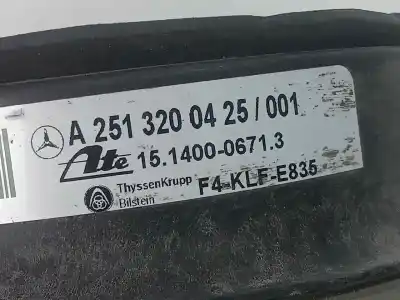 A 251 320 04 25 / 001
Ate 15.1400-0671.3
ThyssenKrupp F4-KLF-E835
Bilstein